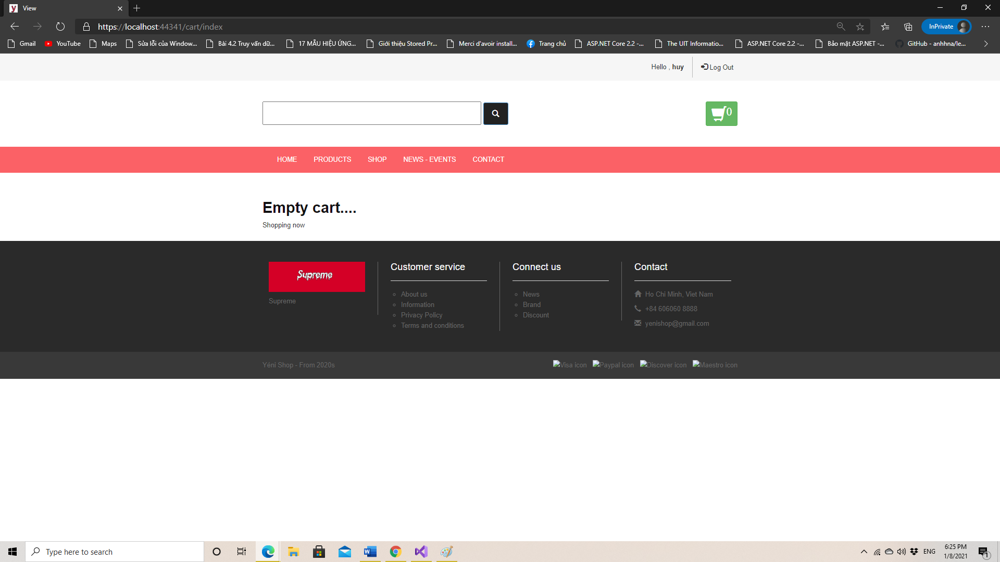 View
https://localhost:44341/cart/index
InPrivate
Gmail YouTube Maps Sửa lỗi của Window... Bài 4.2 Truy vấn dữ... 17 MẪU HIỆU ỨNG... Giới thiệu Stored Pr... Merci d'avoir install... Trang chủ ASP.NET Core 2.2 -... The UIT Informatio... ASP.NET Core 2.2 -... Bảo mật ASP.NET -... GitHub - anhhna/le...
Hello , huy Log Out
0
HOME PRODUCTS SHOP NEWS - EVENTS CONTACT
Empty cart....
Shopping now
Supreme
Supreme
Customer service
About us
Information
Privacy Policy
Terms and conditions
Connect us
News
Brand
Discount
Contact
Ho Chi Minh, Viet Nam
+84 606060 8888
yenishop@gmail.com
Yéni Shop - From 2020s
Visa icon Paypal icon Discover icon Maestro icon
Type here to search
ENG
6:25 PM
1/8/2021
1